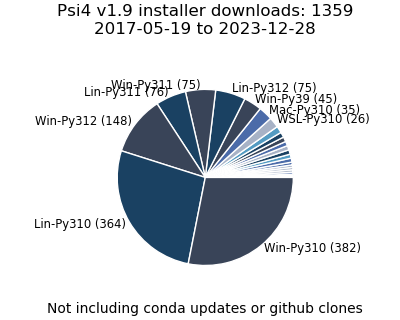 Psi4 v1.9 installer downloads: 1359
2017-05-19 to 2023-12-28
Win-Py311 (75)
Lin-Py311 (76)
Lin-Py312 (75)
Win-Py39 (45)
Mac-Py310 (35)
WSL-Py310 (26)
Win-Py312 (148)
Lin-Py310 (364)
Win-Py310 (382)
Not including conda updates or github clones